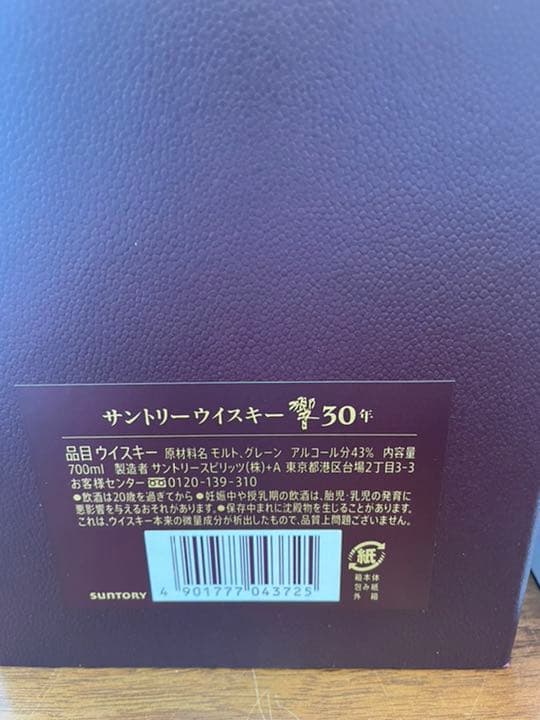 サントリーウイスキー 響 30年
品目 ウイスキー 原材料名 モルト、グレーン アルコール分43% 内容量
700ml 製造者 サントリースピリッツ(株)+A 東京都港区台場2丁目3-3
お客様センター 0120-139-310
●飲酒は20歳を過ぎてから ●妊娠中や授乳期の飲酒は、胎児・乳児の発育に
悪影響を与えるおそれがあります。●保存中まれに沈殿物を生じることがあります。
これは、ウイスキー本来の微量成分が析出したもので、品質上問題ございません。
紙
箱本体
包み紙
外箱
SUNTORY
4 901777 043725